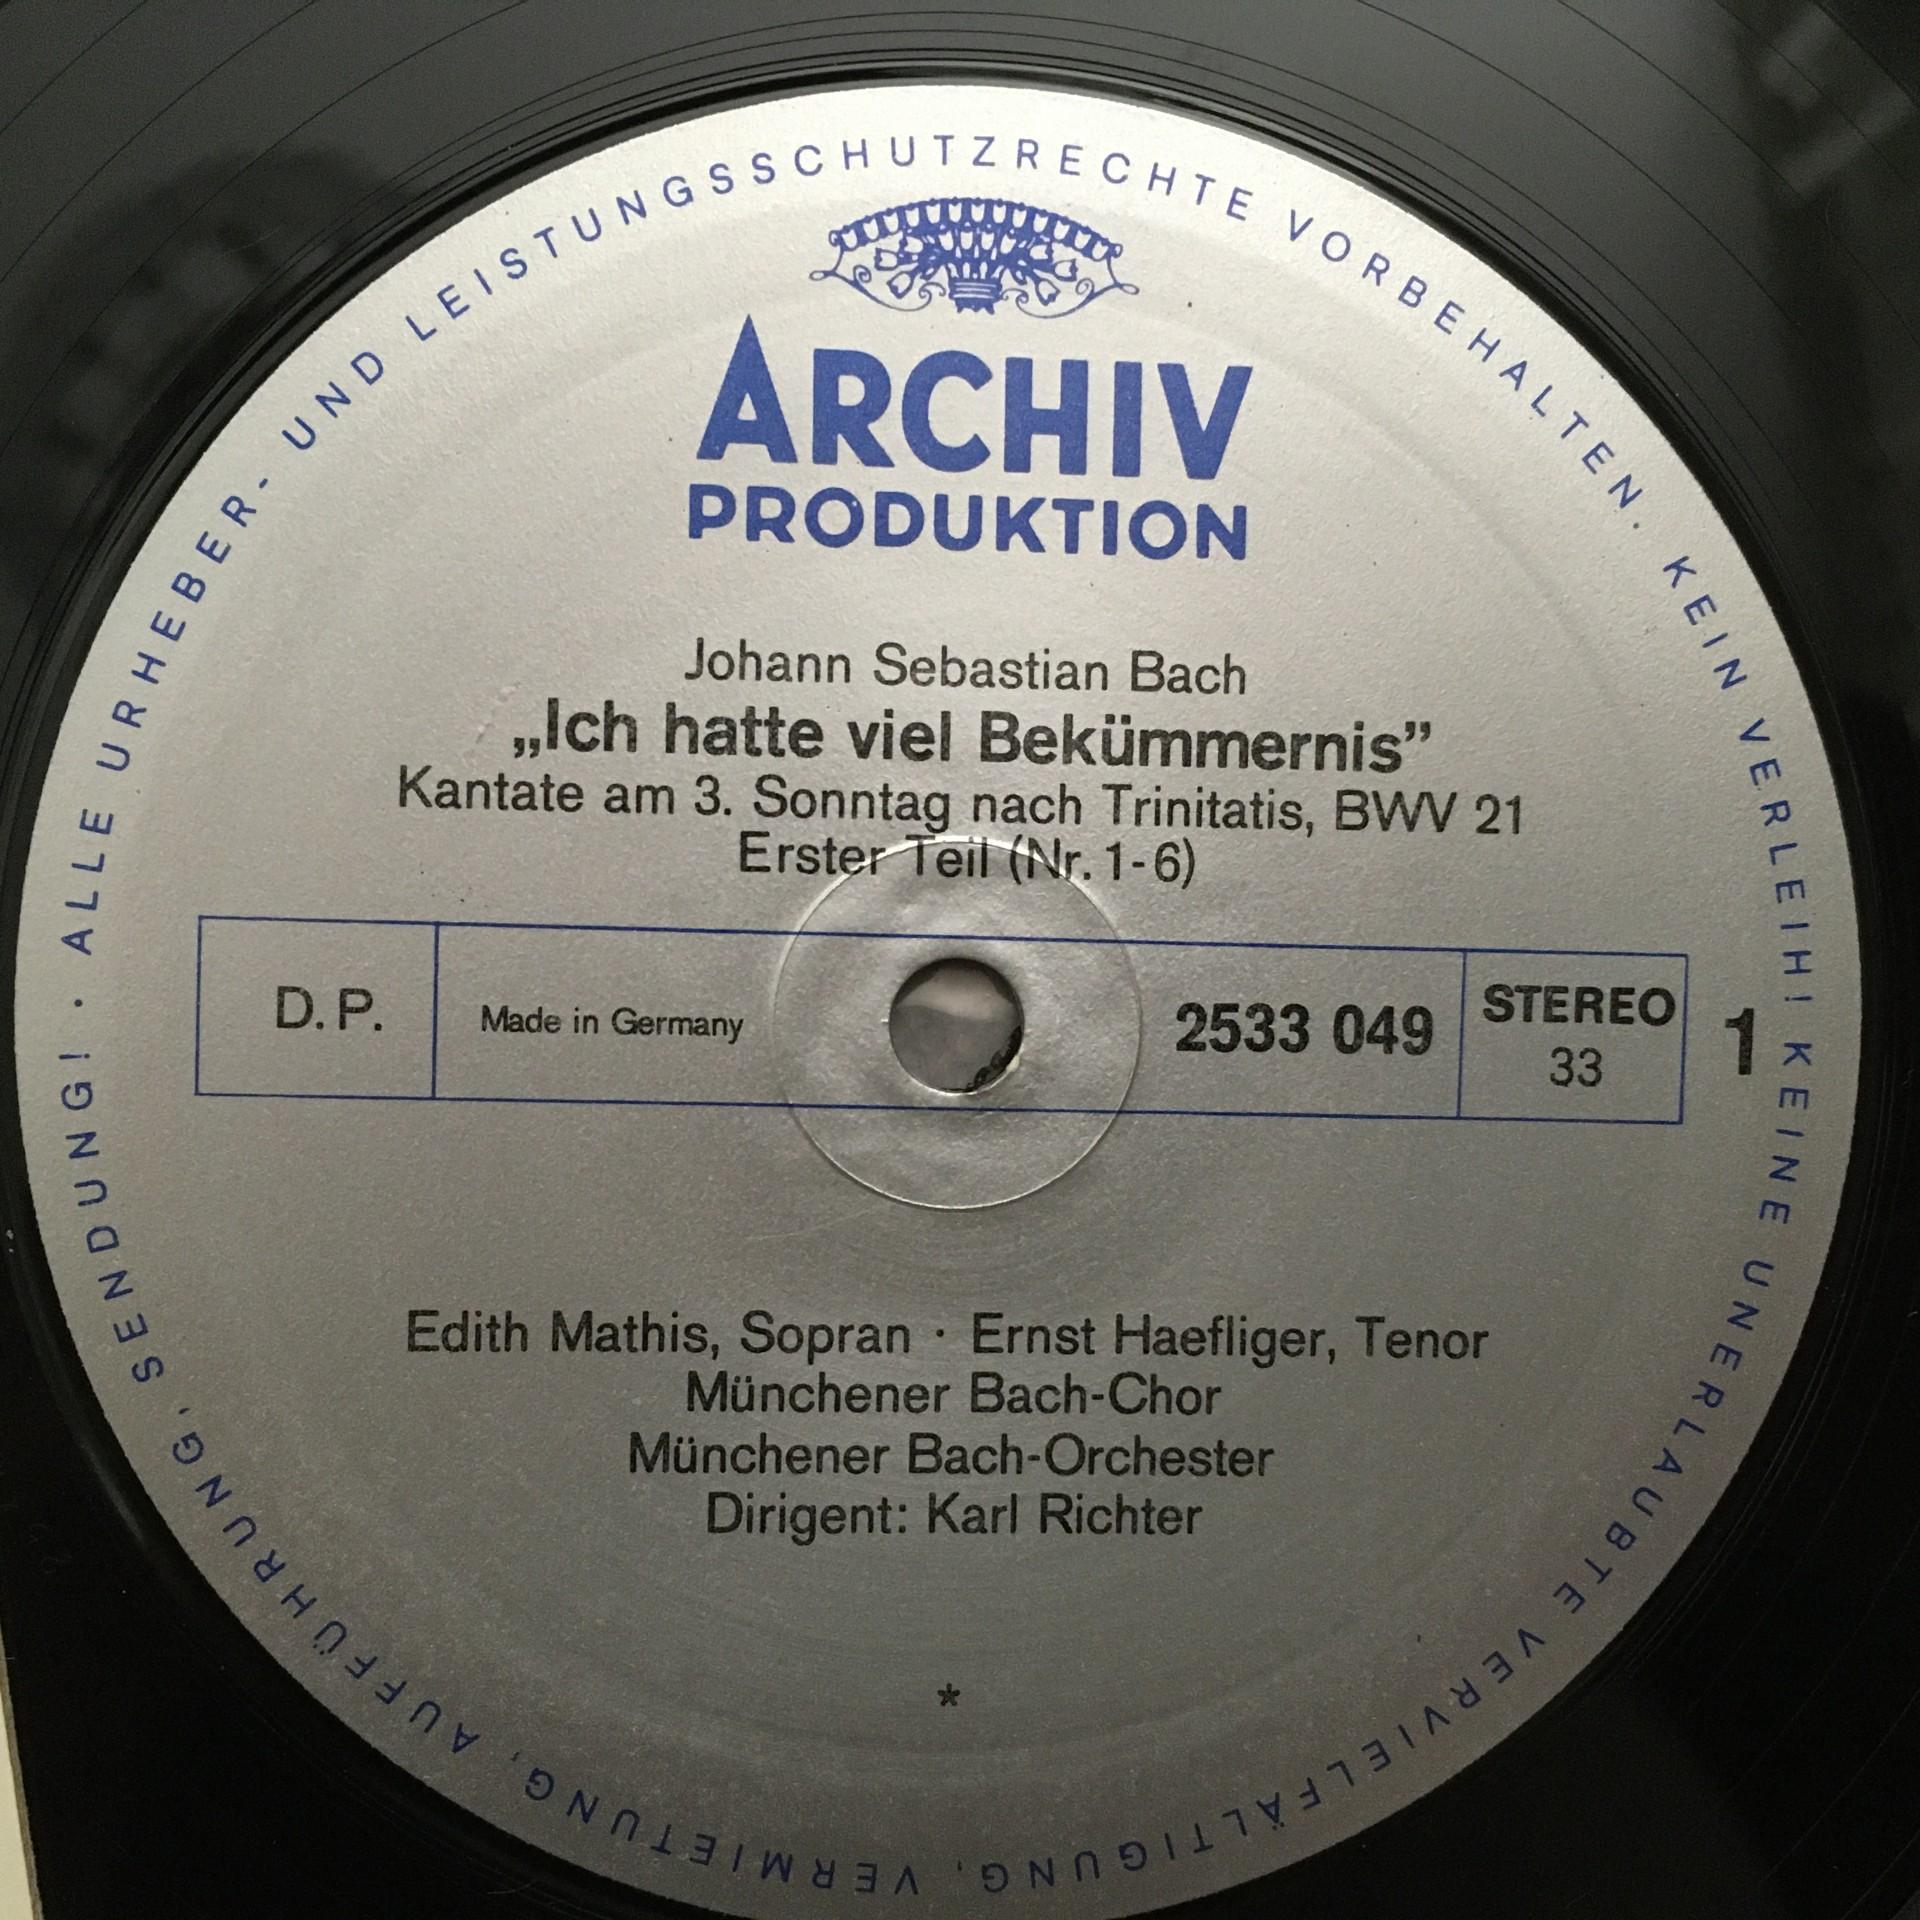 ALLE URHEBER- UND LEISTUNGSSCHUTZRECHTE VORBEHALTEN. KEIN VERLEIH! KEINE UNERLAUBTE VERVIELFÄLTIGUNG, VERMIETUNG, AUFFÜHRUNG, SENDUNG! ·
ARCHIV
PRODUKTION
Johann Sebastian Bach
„Ich hatte viel Bekümmernis”
Kantate am 3. Sonntag nach Trinitatis, BWV 21
Erster Teil (Nr. 1-6)
D. P. Made in Germany 2533 049 STEREO 1
33
Edith Mathis, Sopran · Ernst Haefliger, Tenor
Münchener Bach-Chor
Münchener Bach-Orchester
Dirigent: Karl Richter
*